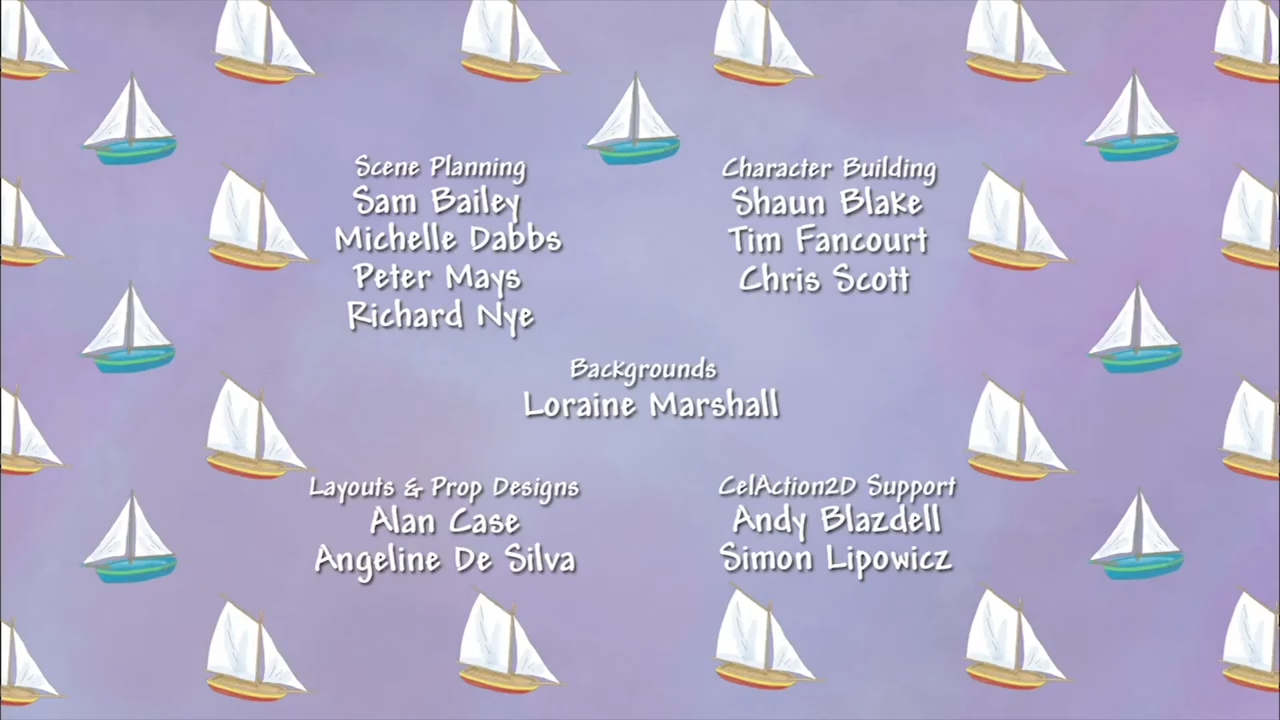 Scene Planning
Sam Bailey
Michelle Dabbs
Peter Mays
Richard Nye
Character Building
Shaun Blake
Tim Fancourt
Chris Scott
Backgrounds
Loraine Marshall
Layouts & Prop Designs
Alan Case
Angeline De Silva
CelAction2D Support
Andy Blazdell
Simon Lipowicz